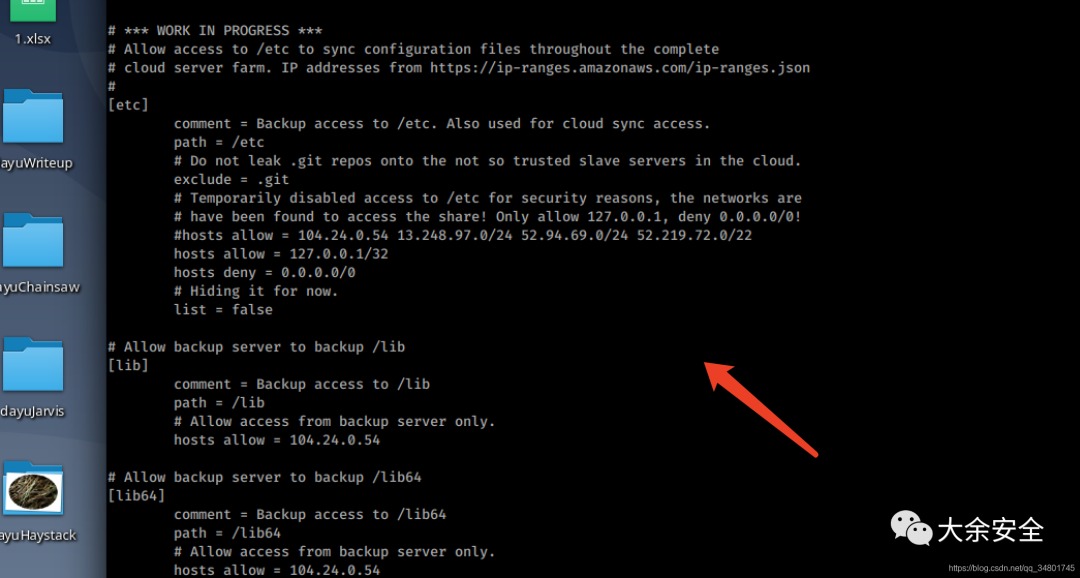 1.xlsx
ayuWriteup
ayuChainsaw
dayuJarvis
ayuHaystack
# *** WORK IN PROGRESS ***
# Allow access to /etc to sync configuration files throughout the complete
# cloud server farm. IP addresses from https://ip-ranges.amazonaws.com/ip-ranges.json
#
[etc]
comment = Backup access to /etc. Also used for cloud sync access.
path = /etc
# Do not leak .git repos onto the not so trusted slave servers in the cloud.
exclude = .git
# Temporarily disabled access to /etc for security reasons, the networks are
# have been found to access the share! Only allow 127.0.0.1, deny 0.0.0.0/0!
#hosts allow = 104.24.0.54 13.248.97.0/24 52.94.69.0/24 52.219.72.0/22
hosts allow = 127.0.0.1/32
hosts deny = 0.0.0.0/0
# Hiding it for now.
list = false
# Allow backup server to backup /lib
[lib]
comment = Backup access to /lib
path = /lib
# Allow access from backup server only.
hosts allow = 104.24.0.54
# Allow backup server to backup /lib64
[lib64]
comment = Backup access to /lib64
path = /lib64
# Allow access from backup server only.
hosts allow = 104.24.0.54
大余安全
https://blog.csdn.net/qq_34801745